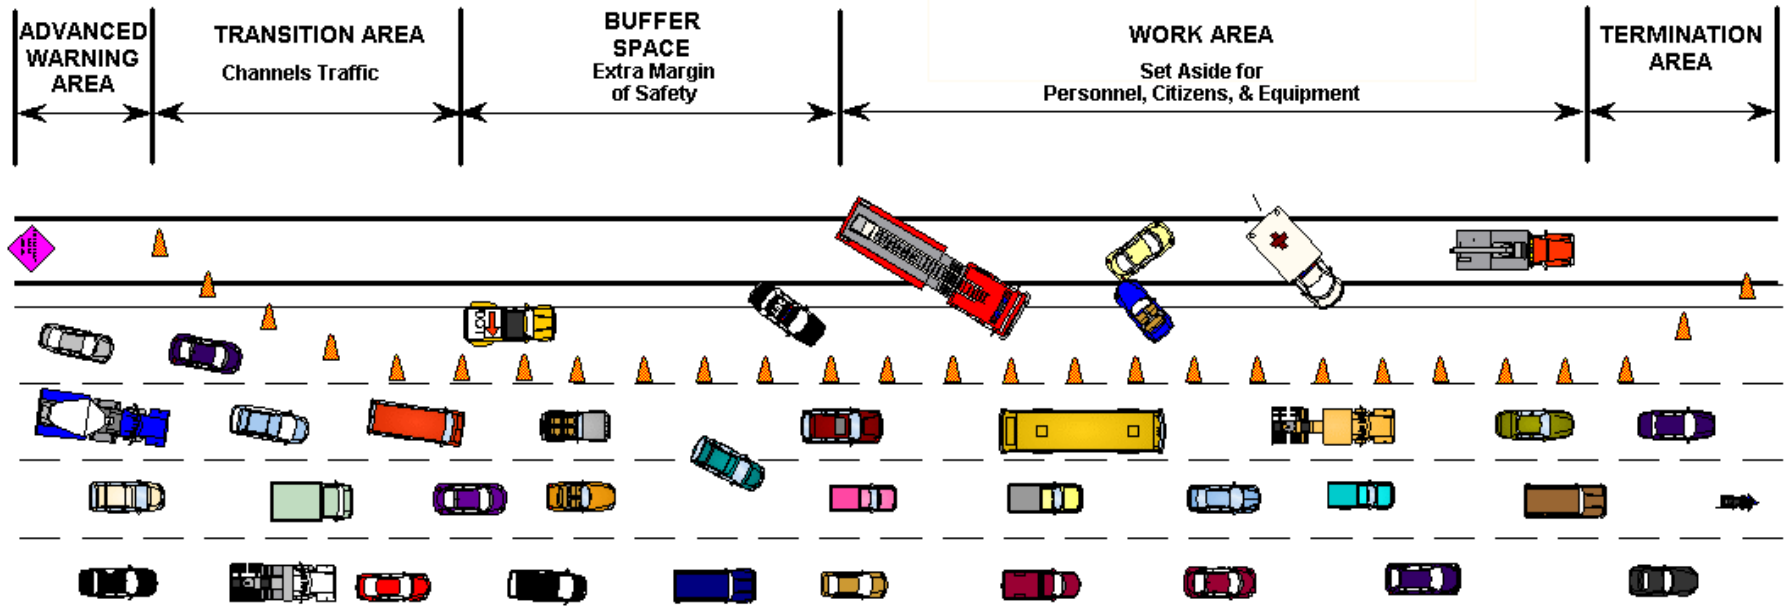 ADVANCED
WARNING
AREA
TRANSITION AREA
Channels Traffic
BUFFER
SPACE
Extra Margin
of Safety
WORK AREA
Set Aside for
Personnel, Citizens, & Equipment
TERMINATION
AREA
DOT